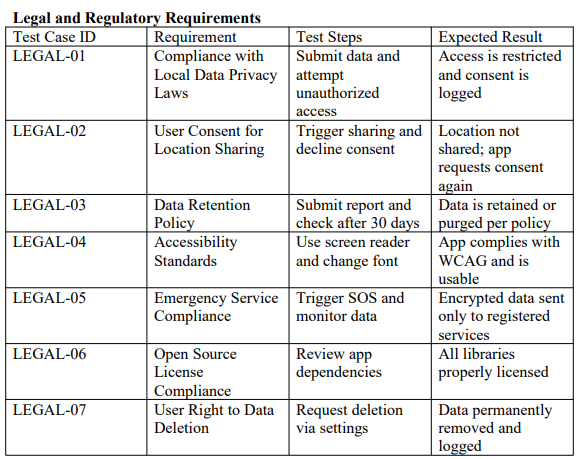 Legal and Regulatory Requirements
Test Case ID Requirement Test Steps Expected Result
LEGAL-01 Compliance with Local Data Privacy Laws Submit data and attempt unauthorized access Access is restricted and consent is logged
LEGAL-02 User Consent for Location Sharing Trigger sharing and decline consent Location not shared; app requests consent again
LEGAL-03 Data Retention Policy Submit report and check after 30 days Data is retained or purged per policy
LEGAL-04 Accessibility Standards Use screen reader and change font App complies with WCAG and is usable
LEGAL-05 Emergency Service Compliance Trigger SOS and monitor data Encrypted data sent only to registered services
LEGAL-06 Open Source License Compliance Review app dependencies All libraries properly licensed
LEGAL-07 User Right to Data Deletion Request deletion via settings Data permanently removed and logged